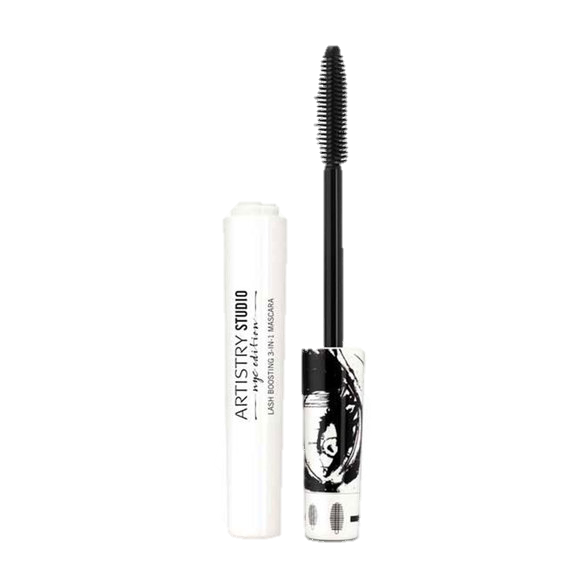 ARTISTRY STUDIO
nyc edition
LASH BOOSTING 3-IN-1 MASCARA